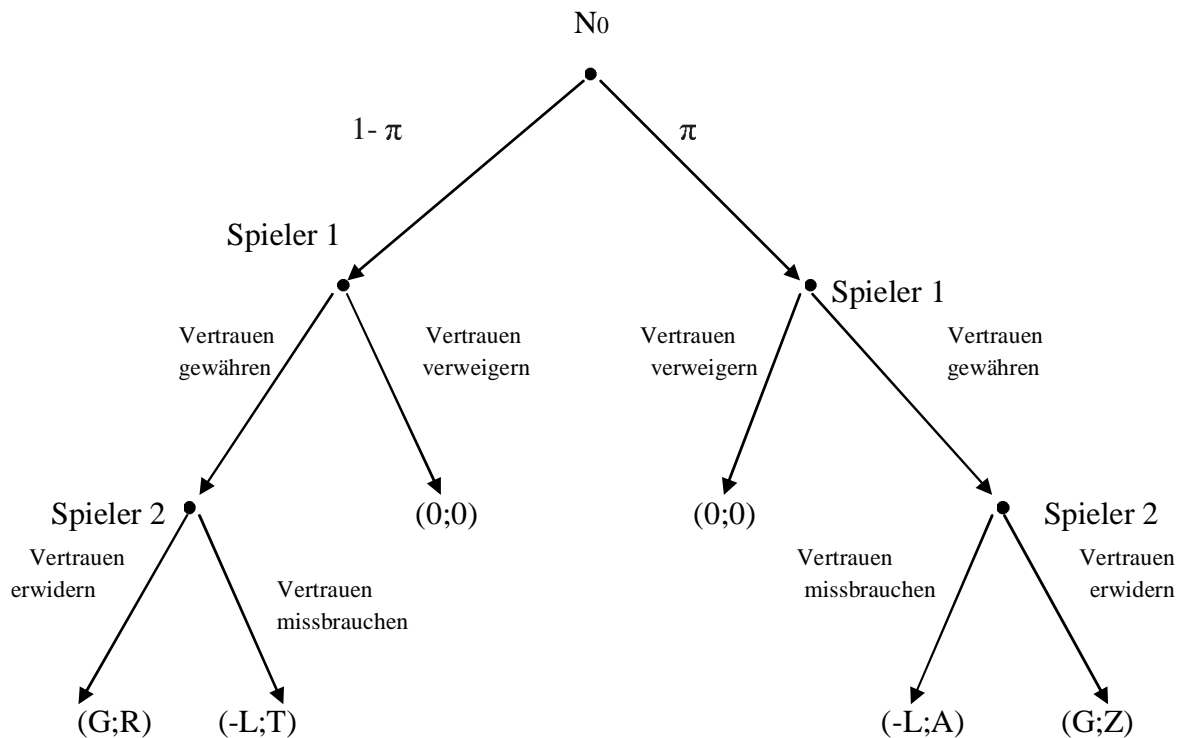 N0
1- π
π
Spieler 1
Spieler 1
Vertrauen
gewähren
Vertrauen
verweigern
Vertrauen
verweigern
Vertrauen
gewähren
Spieler 2
(0;0)
(0;0)
Spieler 2
Vertrauen
erwidern
Vertrauen
missbrauchen
Vertrauen
missbrauchen
Vertrauen
erwidern
(G;R)
(-L;T)
(-L;A)
(G;Z)